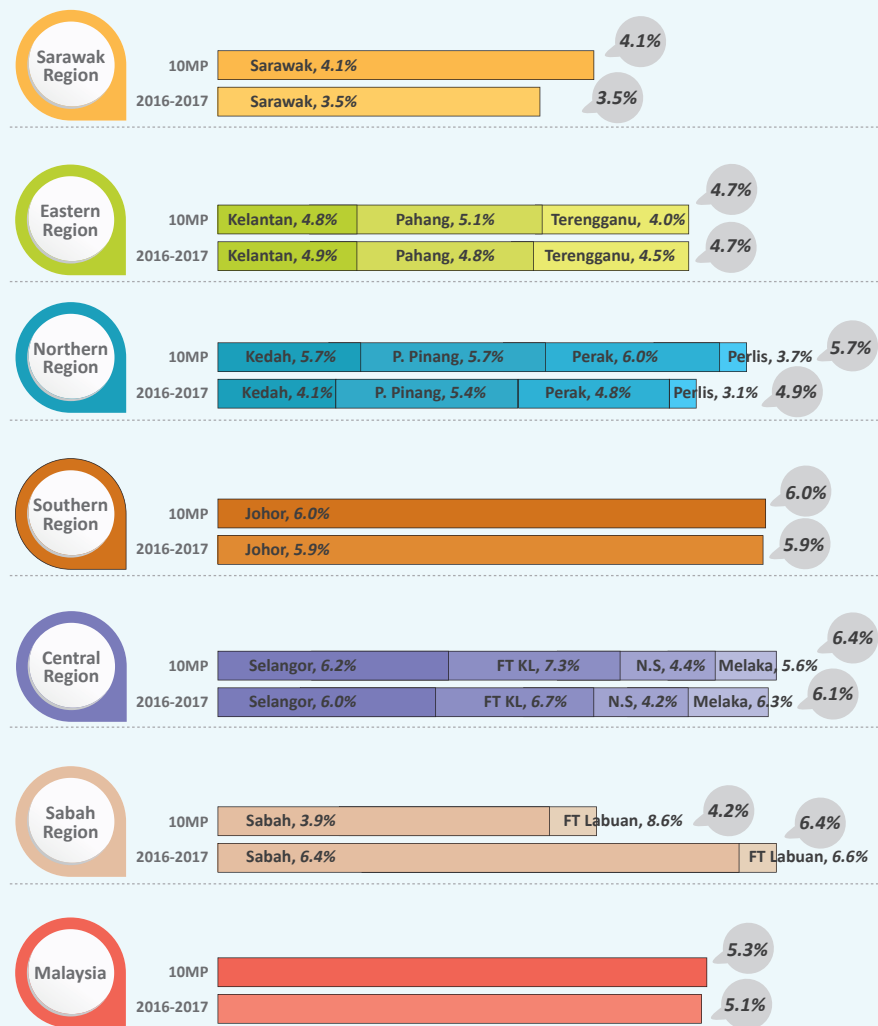 Sarawak
Region
4.1%
10MP
Sarawak, 4.1%
2016-2017
Sarawak, 3.5%
3.5%
Eastern
Region
4.7%
10MP
Kelantan, 4.8%
Pahang, 5.1%
Terengganu, 4.0%
2016-2017
Kelantan, 4.9%
Pahang, 4.8%
Terengganu, 4.5%
4.7%
Northern
Region
10MP
Kedah, 5.7%
P. Pinang, 5.7%
Perak, 6.0%
Perlis, 3.7%
5.7%
2016-2017
Kedah, 4.1%
P. Pinang, 5.4%
Perak, 4.8%
Perlis, 3.1%
4.9%
Southern
Region
6.0%
10MP
Johor, 6.0%
2016-2017
Johor, 5.9%
5.9%
Central
Region
6.4%
10MP
Selangor, 6.2%
FT KL, 7.3%
N.S, 4.4%
Melaka, 5.6%
2016-2017
Selangor, 6.0%
FT KL, 6.7%
N.S, 4.2%
Melaka, 6.3%
6.1%
Sabah
Region
10MP
Sabah, 3.9%
FT Labuan, 8.6%
4.2%
6.4%
2016-2017
Sabah, 6.4%
FT Labuan, 6.6%
Malaysia
5.3%
10MP
2016-2017
5.1%